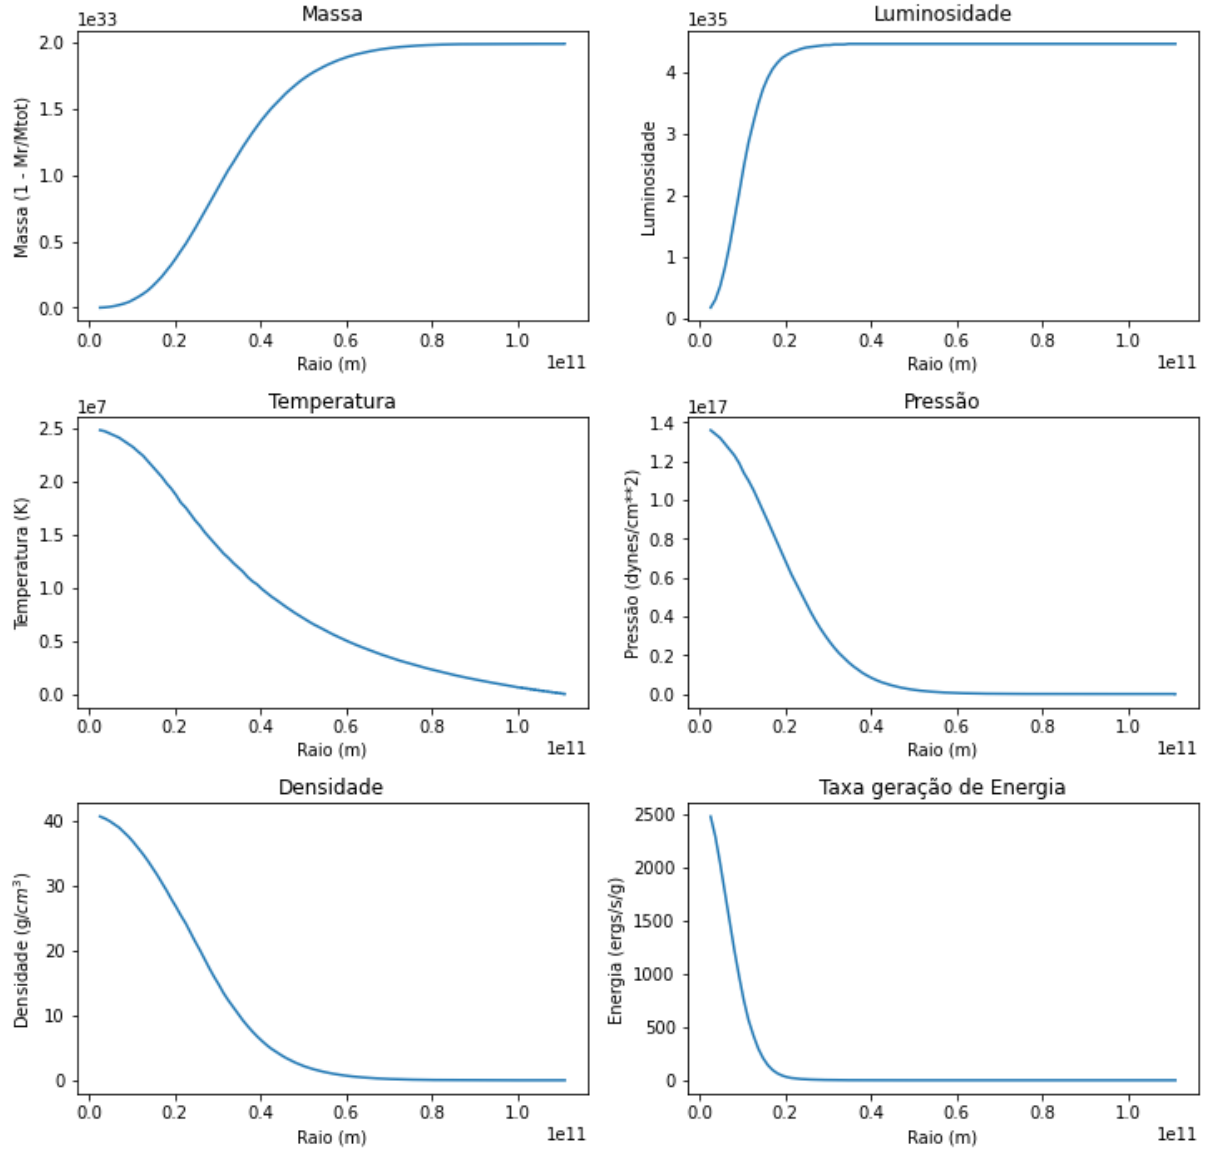 Massa
1e33
Massa (1 - Mr/Mtot)
2.0
1.5
1.0
0.5
0.0
0.0 0.2 0.4 0.6 0.8 1.0
1e11
Raio (m)
Luminosidade
1e35
Luminosidade
4
3
2
1
0
0.0 0.2 0.4 0.6 0.8 1.0
1e11
Raio (m)
Temperatura
1e7
Temperatura (K)
2.5
2.0
1.5
1.0
0.5
0.0
0.0 0.2 0.4 0.6 0.8 1.0
1e11
Raio (m)
Pressão
1e17
Pressão (dynes/cm**2)
1.4
1.2
1.0
0.8
0.6
0.4
0.2
0.0
0.0 0.2 0.4 0.6 0.8 1.0
1e11
Raio (m)
Densidade
Densidade (g/cm³)
40
30
20
10
0
0.0 0.2 0.4 0.6 0.8 1.0
1e11
Raio (m)
Taxa geração de Energia
Energia (ergs/s/g)
2500
2000
1500
1000
500
0
0.0 0.2 0.4 0.6 0.8 1.0
1e11
Raio (m)